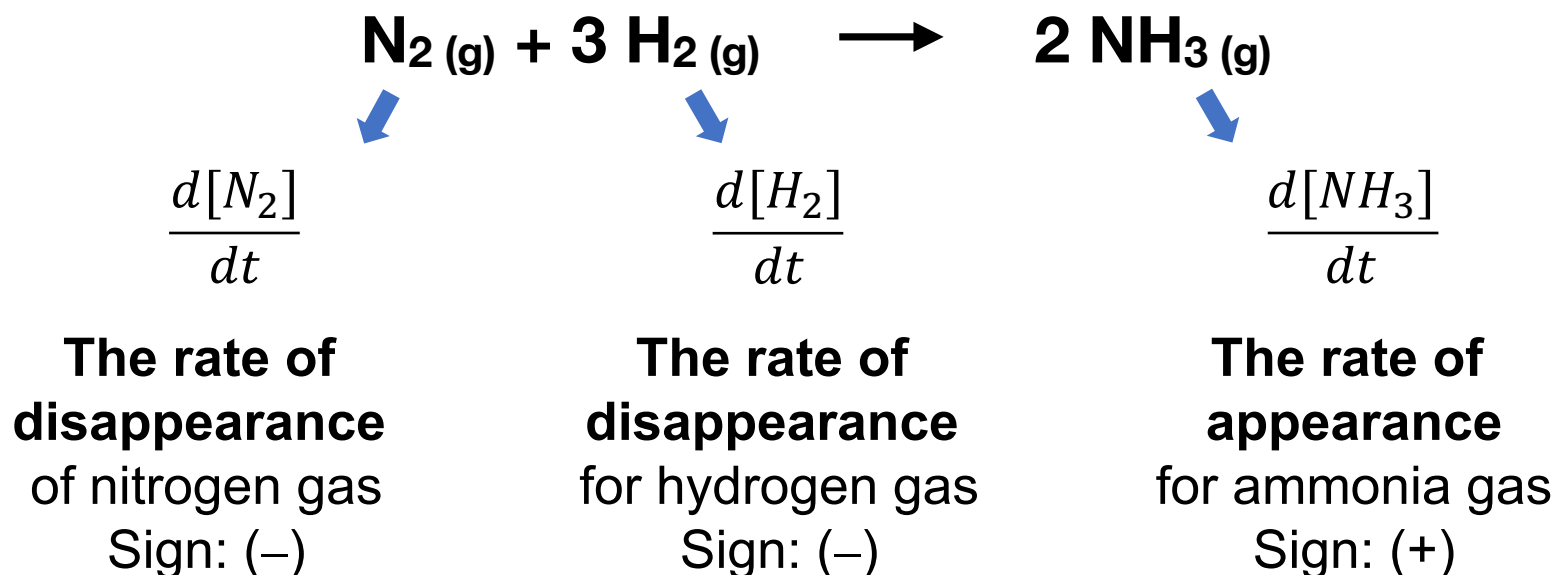 N₂ (g) + 3 H₂ (g) ⟶ 2 NH₃ (g)
d[N₂]/dt
d[H₂]/dt
d[NH₃]/dt
The rate of
disappearance
of nitrogen gas
Sign: (–)
The rate of
disappearance
for hydrogen gas
Sign: (–)
The rate of
appearance
for ammonia gas
Sign: (+)